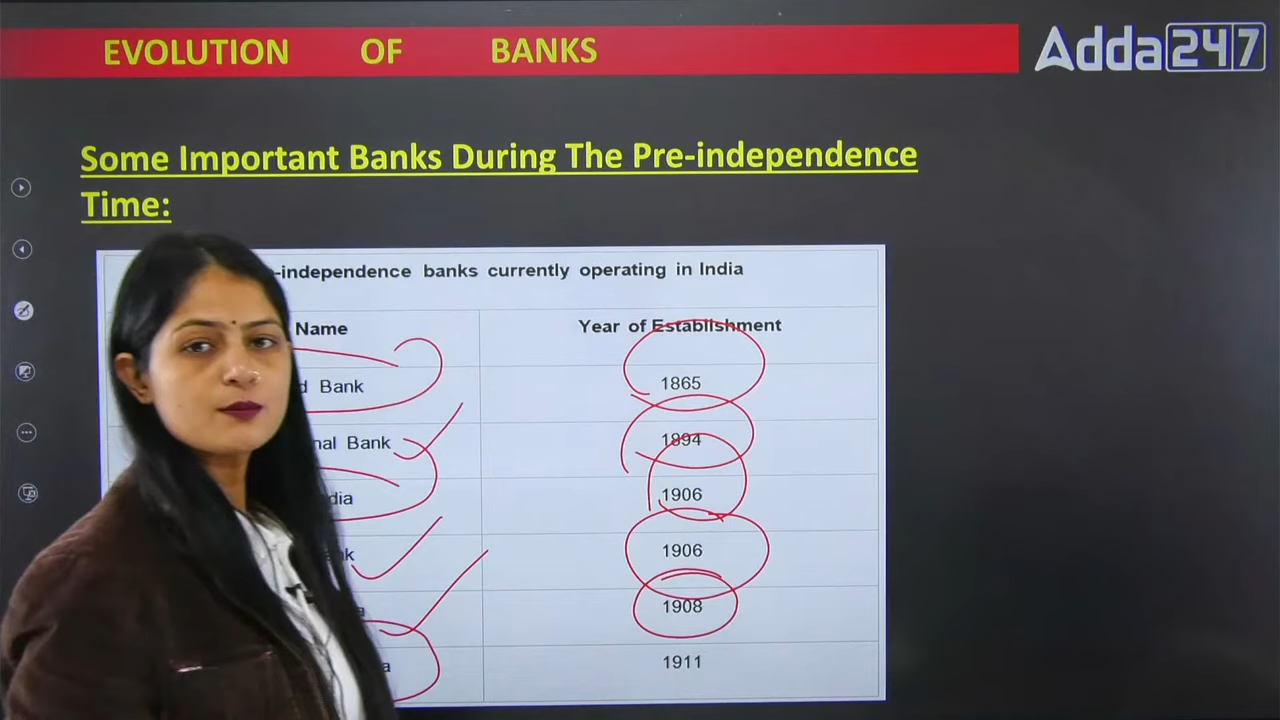 EVOLUTION OF BANKS
Adda247
Some Important Banks During The Pre-independence
Time:
-independence banks currently operating in India
Name Year of Establishment
d Bank 1865
nal Bank 1894
dia 1906
nk 1906
a 1908
a 1911